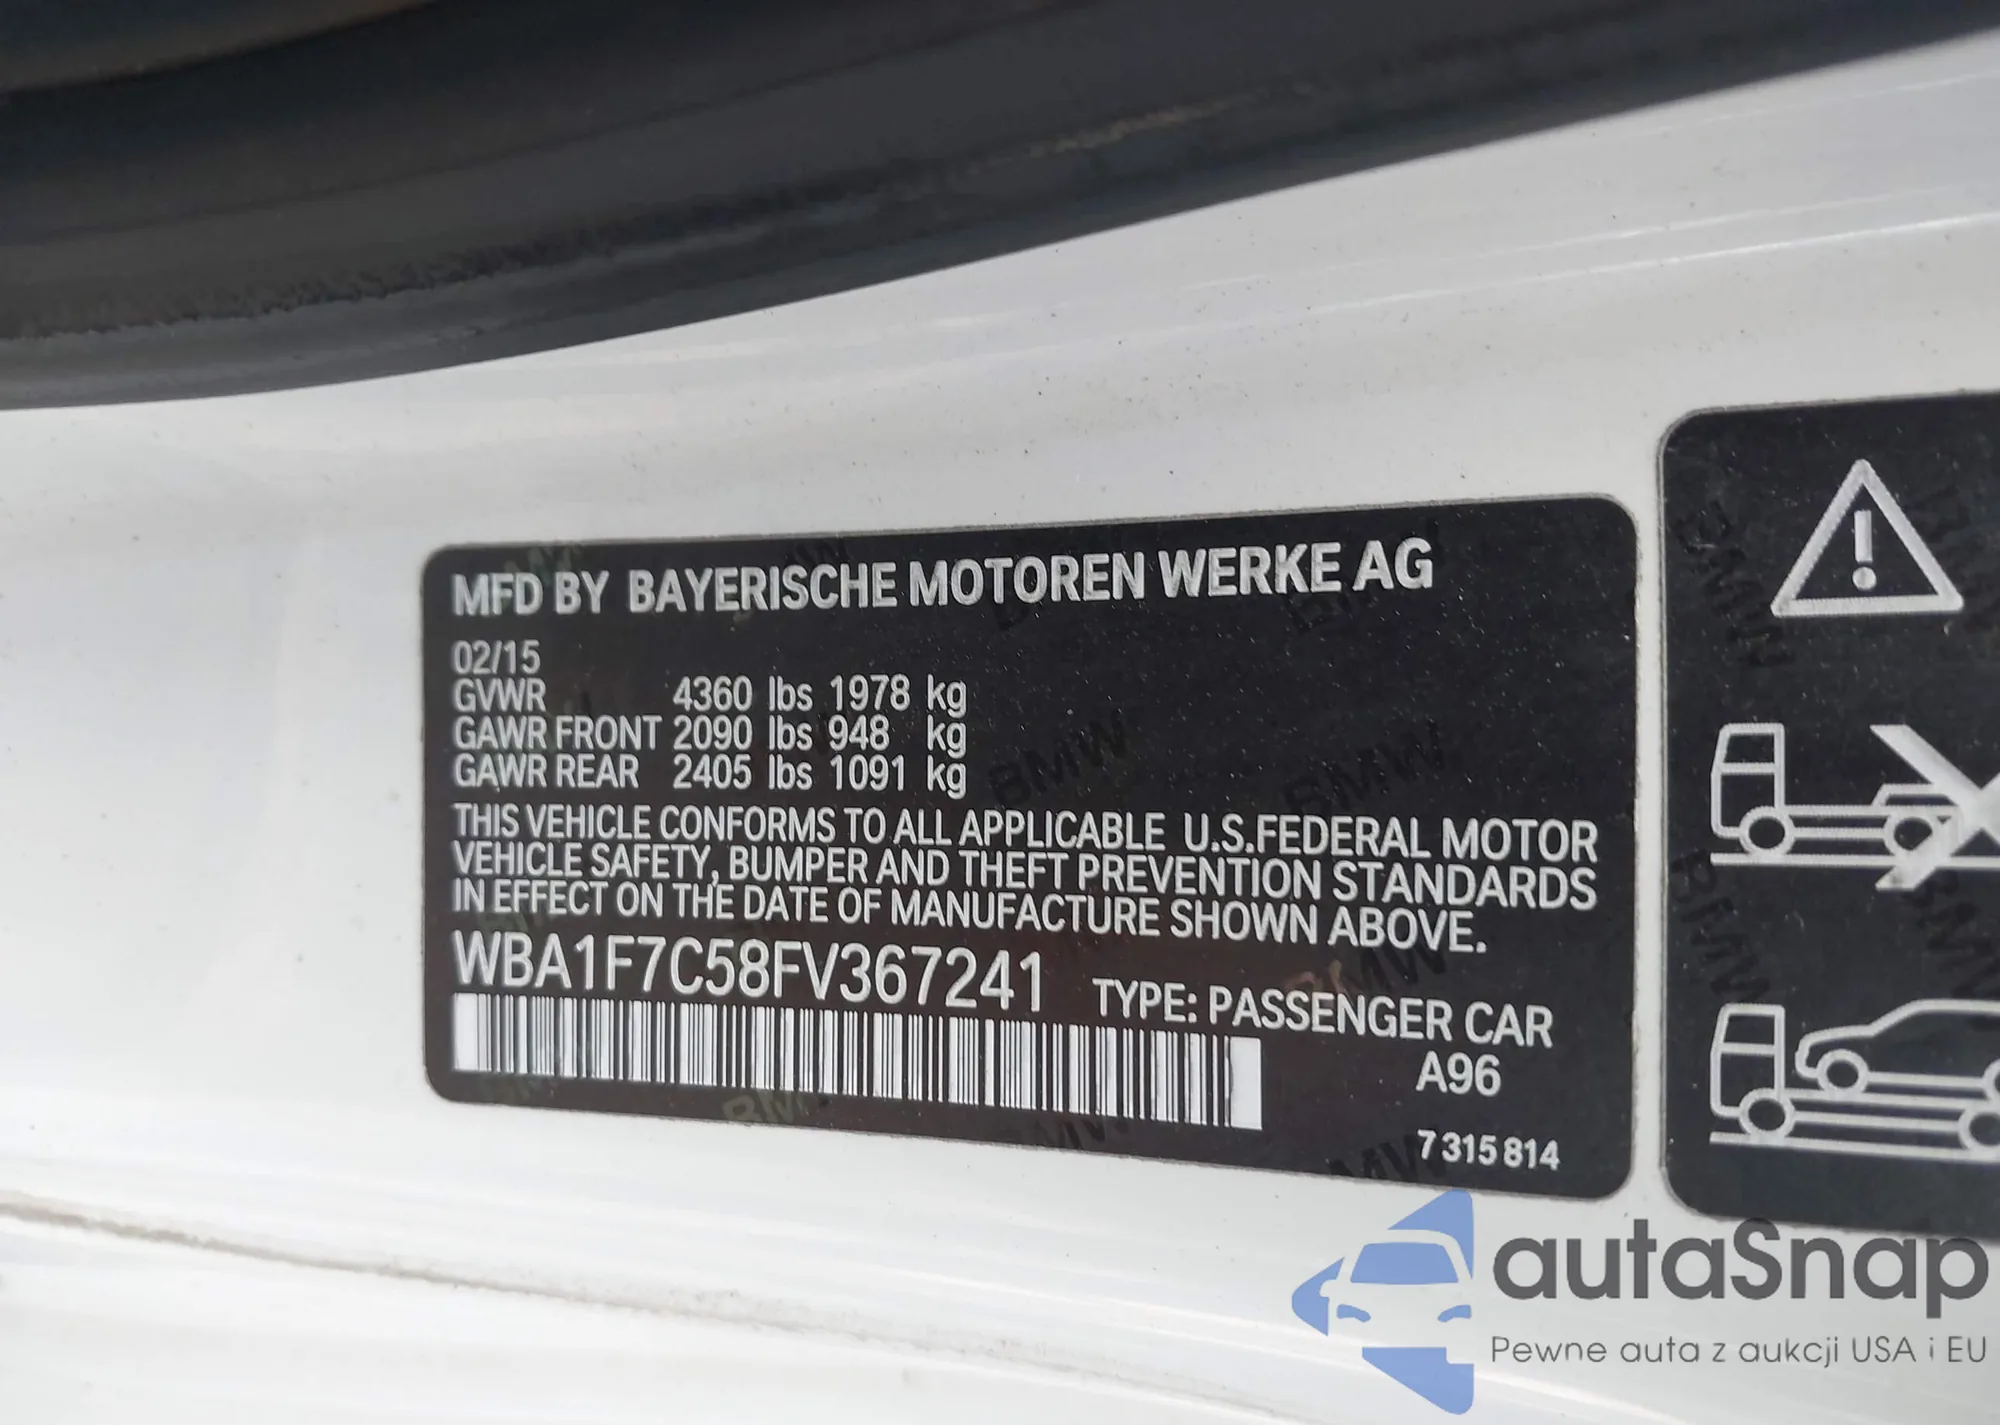 MFD BY BAYERISCHE MOTOREN WERKE AG
02/15
GVWR 4360 lbs 1978 kg
GAWR FRONT 2090 lbs 948 kg
GAWR REAR 2405 lbs 1091 kg
THIS VEHICLE CONFORMS TO ALL APPLICABLE U.S.FEDERAL MOTOR
VEHICLE SAFETY, BUMPER AND THEFT PREVENTION STANDARDS
IN EFFECT ON THE DATE OF MANUFACTURE SHOWN ABOVE.
WBA1F7C58FV367241 TYPE: PASSENGER CAR
A96
7 315 814
autaSnap
Pewne auta z aukcji USA i EU